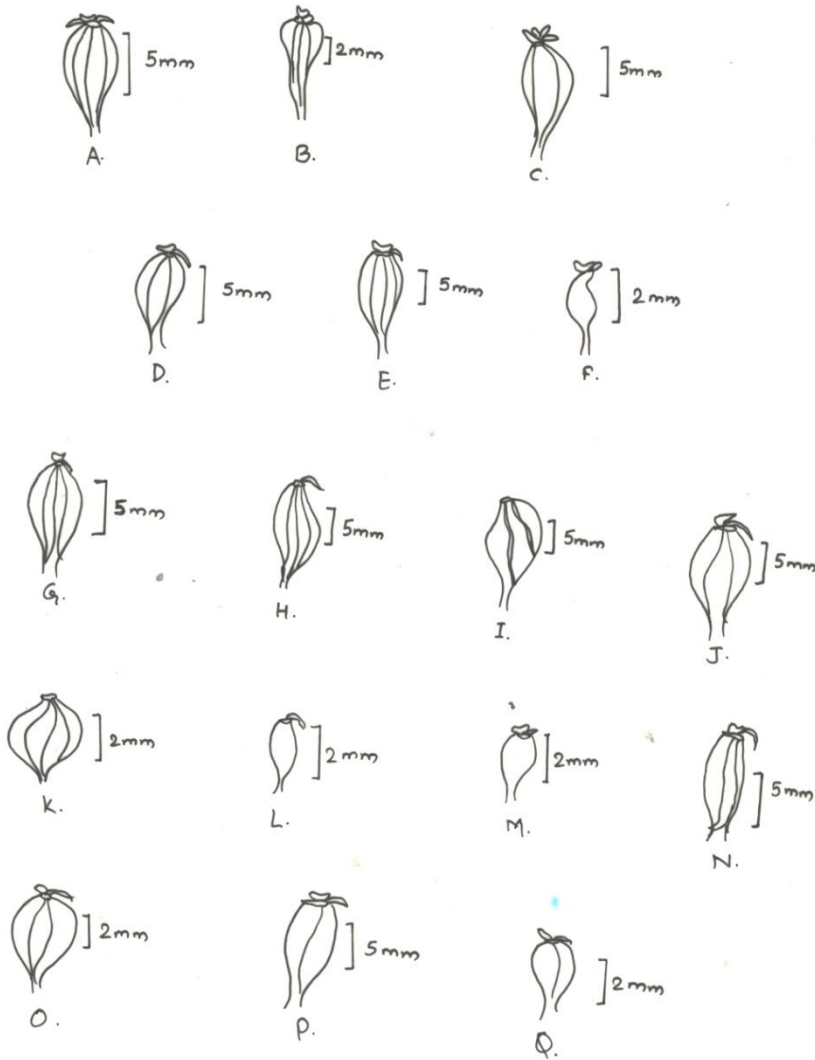 5mm 2mm 5mm
A. B. C.
5mm 5mm 2mm
D. E. F.
5mm 5mm 5mm 5mm
G. H. I. J.
2mm 2mm 2mm 5mm
K. L. M. N.
2mm 5mm 2mm
O. P. Q.